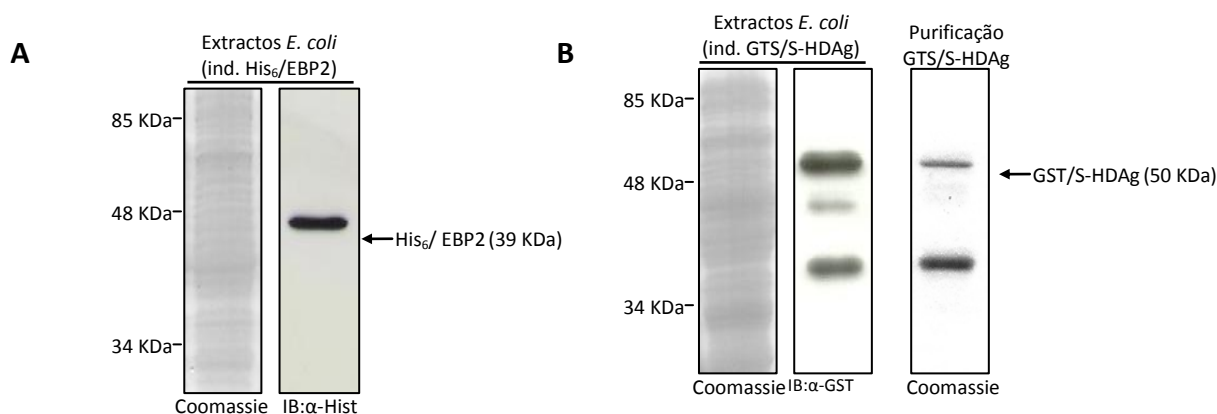 A
Extractos E. coli
(ind. His₆/EBP2)
85 KDa
48 KDa
34 KDa
His₆/ EBP2 (39 KDa)
Coomassie
IB:α-Hist
B
Extractos E. coli
(ind. GTS/S-HDAg)
Purificação
GTS/S-HDAg
85 KDa
48 KDa
34 KDa
GST/S-HDAg (50 KDa)
Coomassie
IB:α-GST
Coomassie